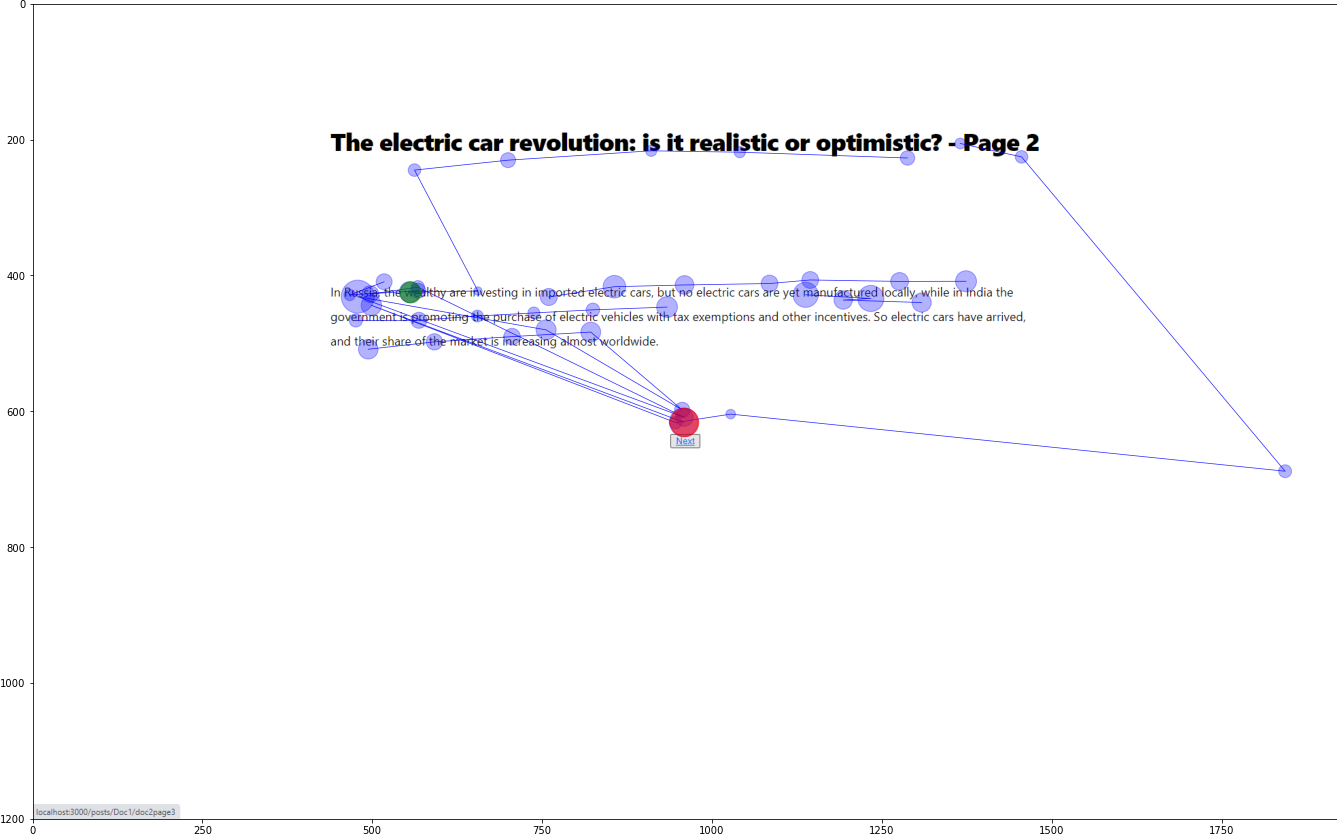 The electric car revolution: is it realistic or optimistic? - Page 2
In Russia, the wealthy are investing in imported electric cars, but no electric cars are yet manufactured locally, while in India the
government is promoting the purchase of electric vehicles with tax exemptions and other incentives. So electric cars have arrived,
and their share of the market is increasing almost worldwide.
Next
localhost:3000/posts/Doc1/doc2page3
0
200
400
600
800
1000
1200
0 250 500 750 1000 1250 1500 1750